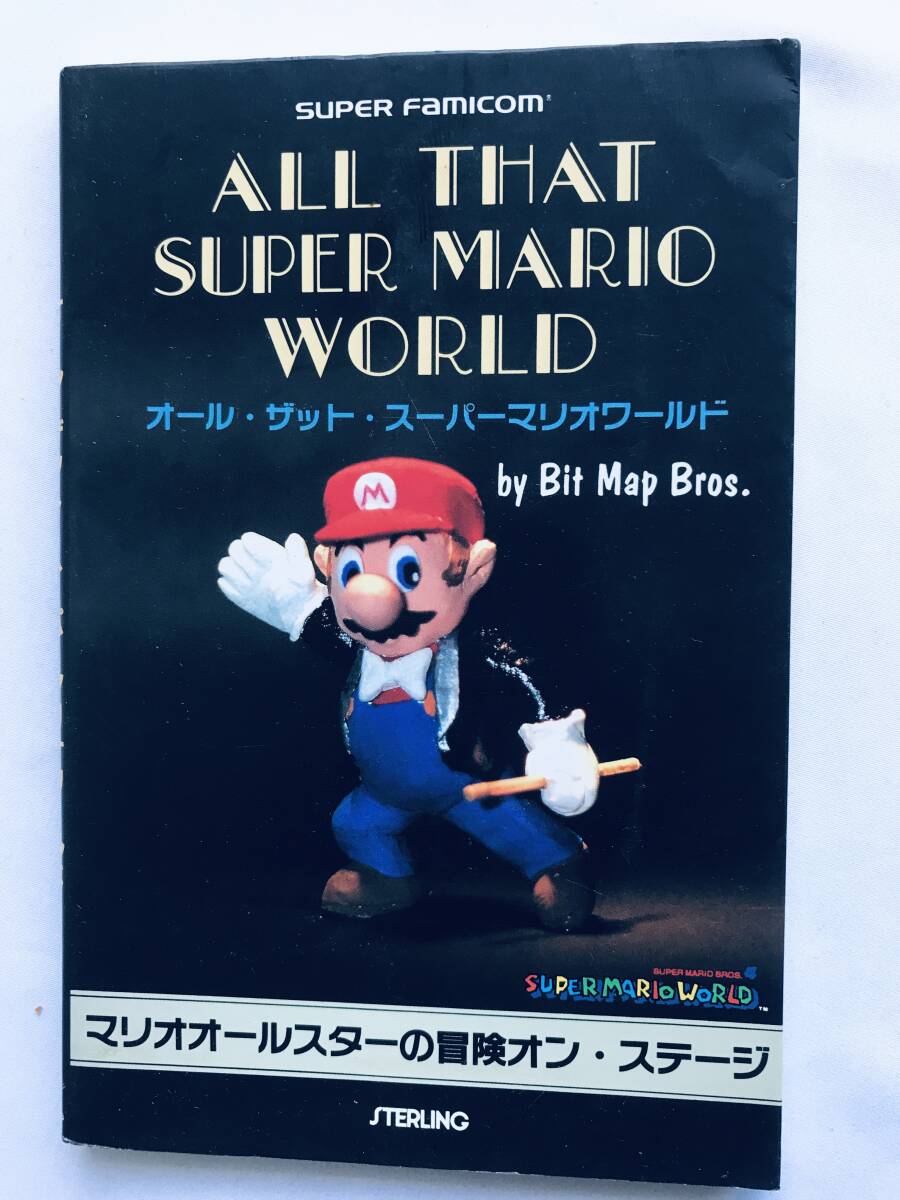 SUPER FAMICOM®
ALL THAT
SUPER MARIO
WORLD
オール・ザット・スーパーマリオワールド
by Bit Map Bros.
M
SUPER MARIO BROS. 4
SUPER MARIO WORLD™
マリオオールスターの冒険オン・ステージ
STERLING